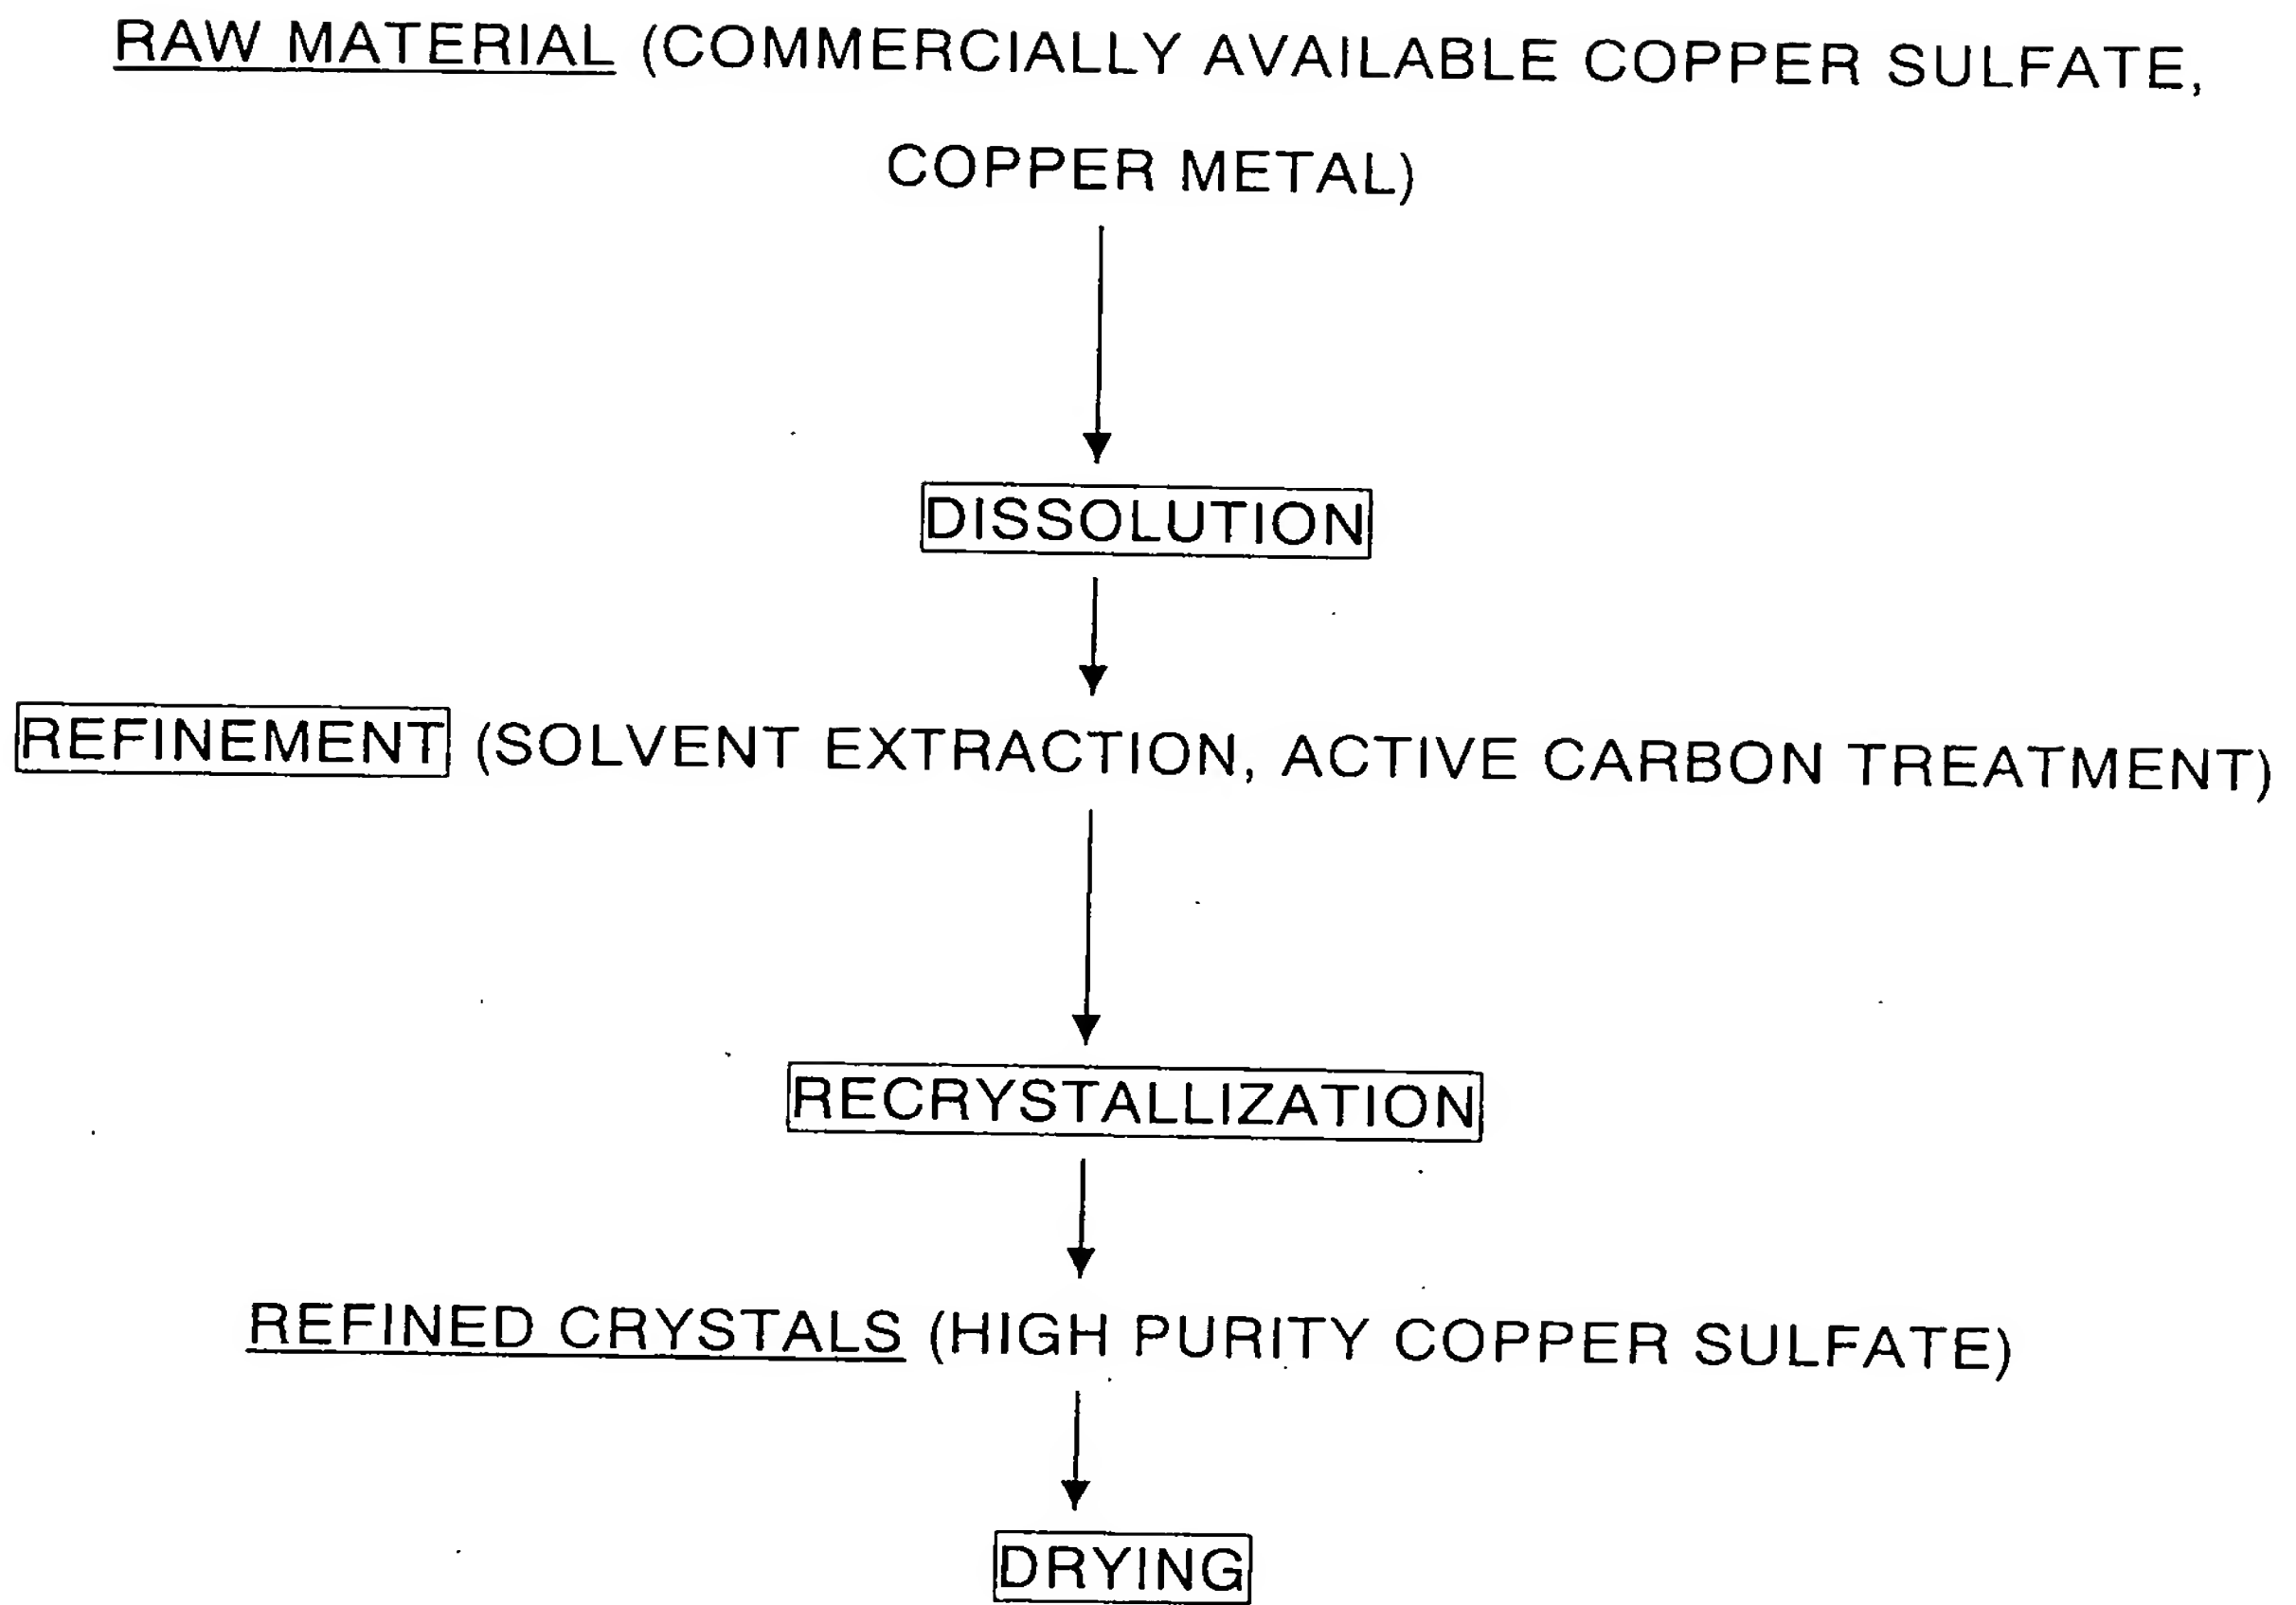 RAW MATERIAL (COMMERCIALLY AVAILABLE COPPER SULFATE,
COPPER METAL)
DISSOLUTION
REFINEMENT (SOLVENT EXTRACTION, ACTIVE CARBON TREATMENT)
RECRYSTALLIZATION
REFINED CRYSTALS (HIGH PURITY COPPER SULFATE)
DRYING